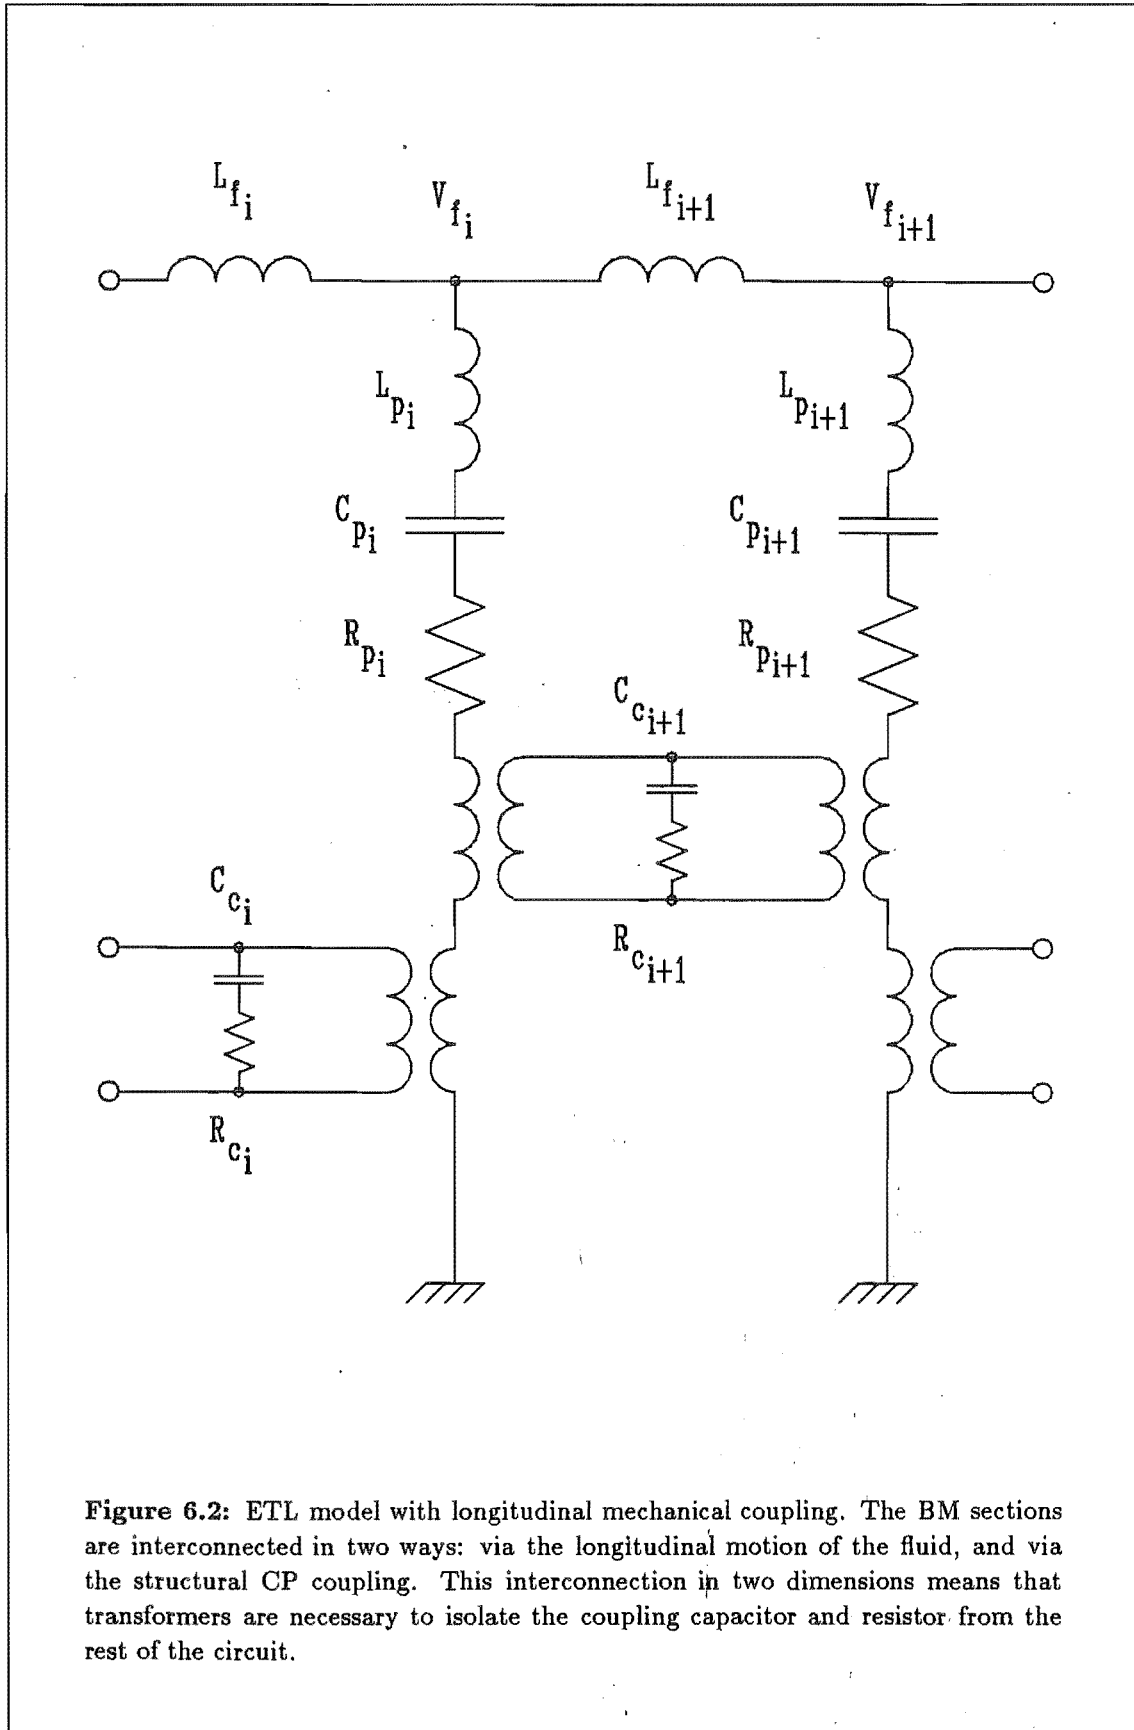 L_{f_i}
V_{f_i}
L_{f_{i+1}}
V_{f_{i+1}}
L_{p_i}
L_{p_{i+1}}
C_{p_i}
C_{p_{i+1}}
R_{p_i}
R_{p_{i+1}}
C_{c_{i+1}}
C_{c_i}
R_{c_{i+1}}
R_{c_i}
Figure 6.2: ETL model with longitudinal mechanical coupling. The BM sections
are interconnected in two ways: via the longitudinal motion of the fluid, and via
the structural CP coupling. This interconnection in two dimensions means that
transformers are necessary to isolate the coupling capacitor and resistor from the
rest of the circuit.